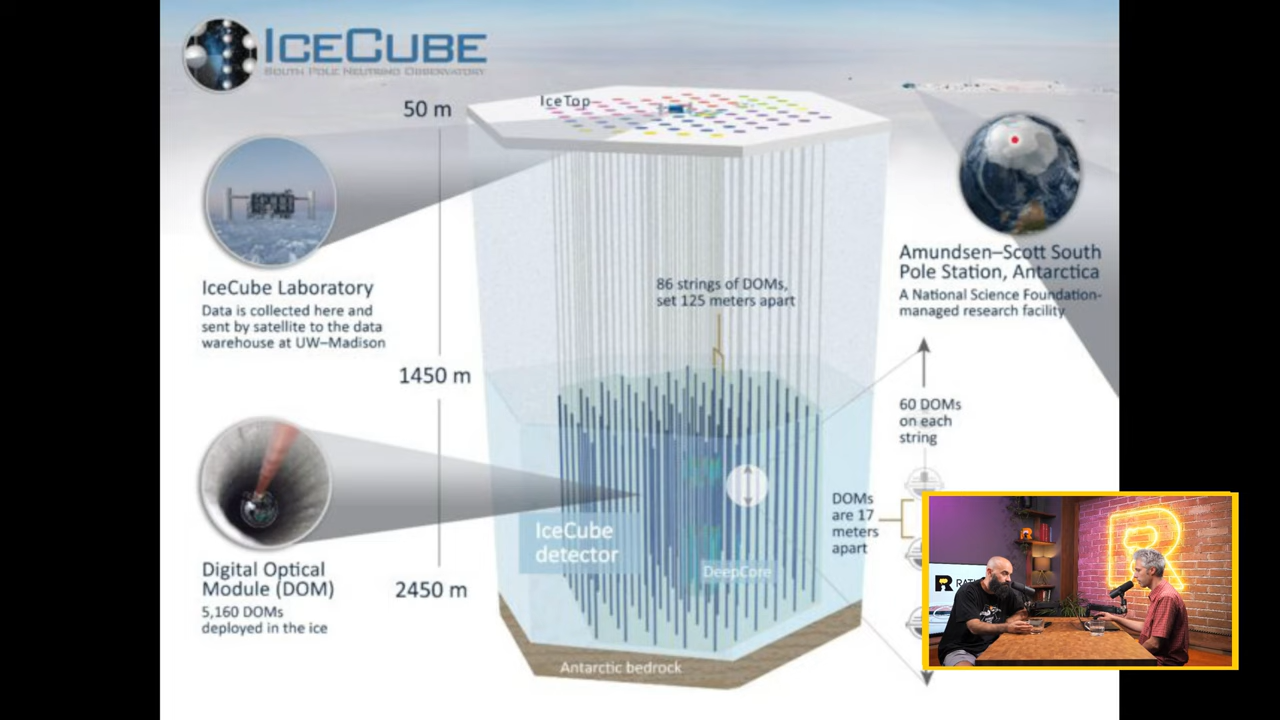 ICECUBE
SOUTH POLE NEUTRINO OBSERVATORY
50 m
IceTop
IceCube Laboratory
Data is collected here and
sent by satellite to the data
warehouse at UW–Madison
Amundsen–Scott South
Pole Station, Antarctica
A National Science Foundation-
managed research facility
86 strings of DOMs,
set 125 meters apart
1450 m
60 DOMs
on each
string
DOMs
are 17
meters
apart
IceCube
detector
DeepCore
Digital Optical
Module (DOM)
5,160 DOMs
deployed in the ice
2450 m
Antarctic bedrock
R
R